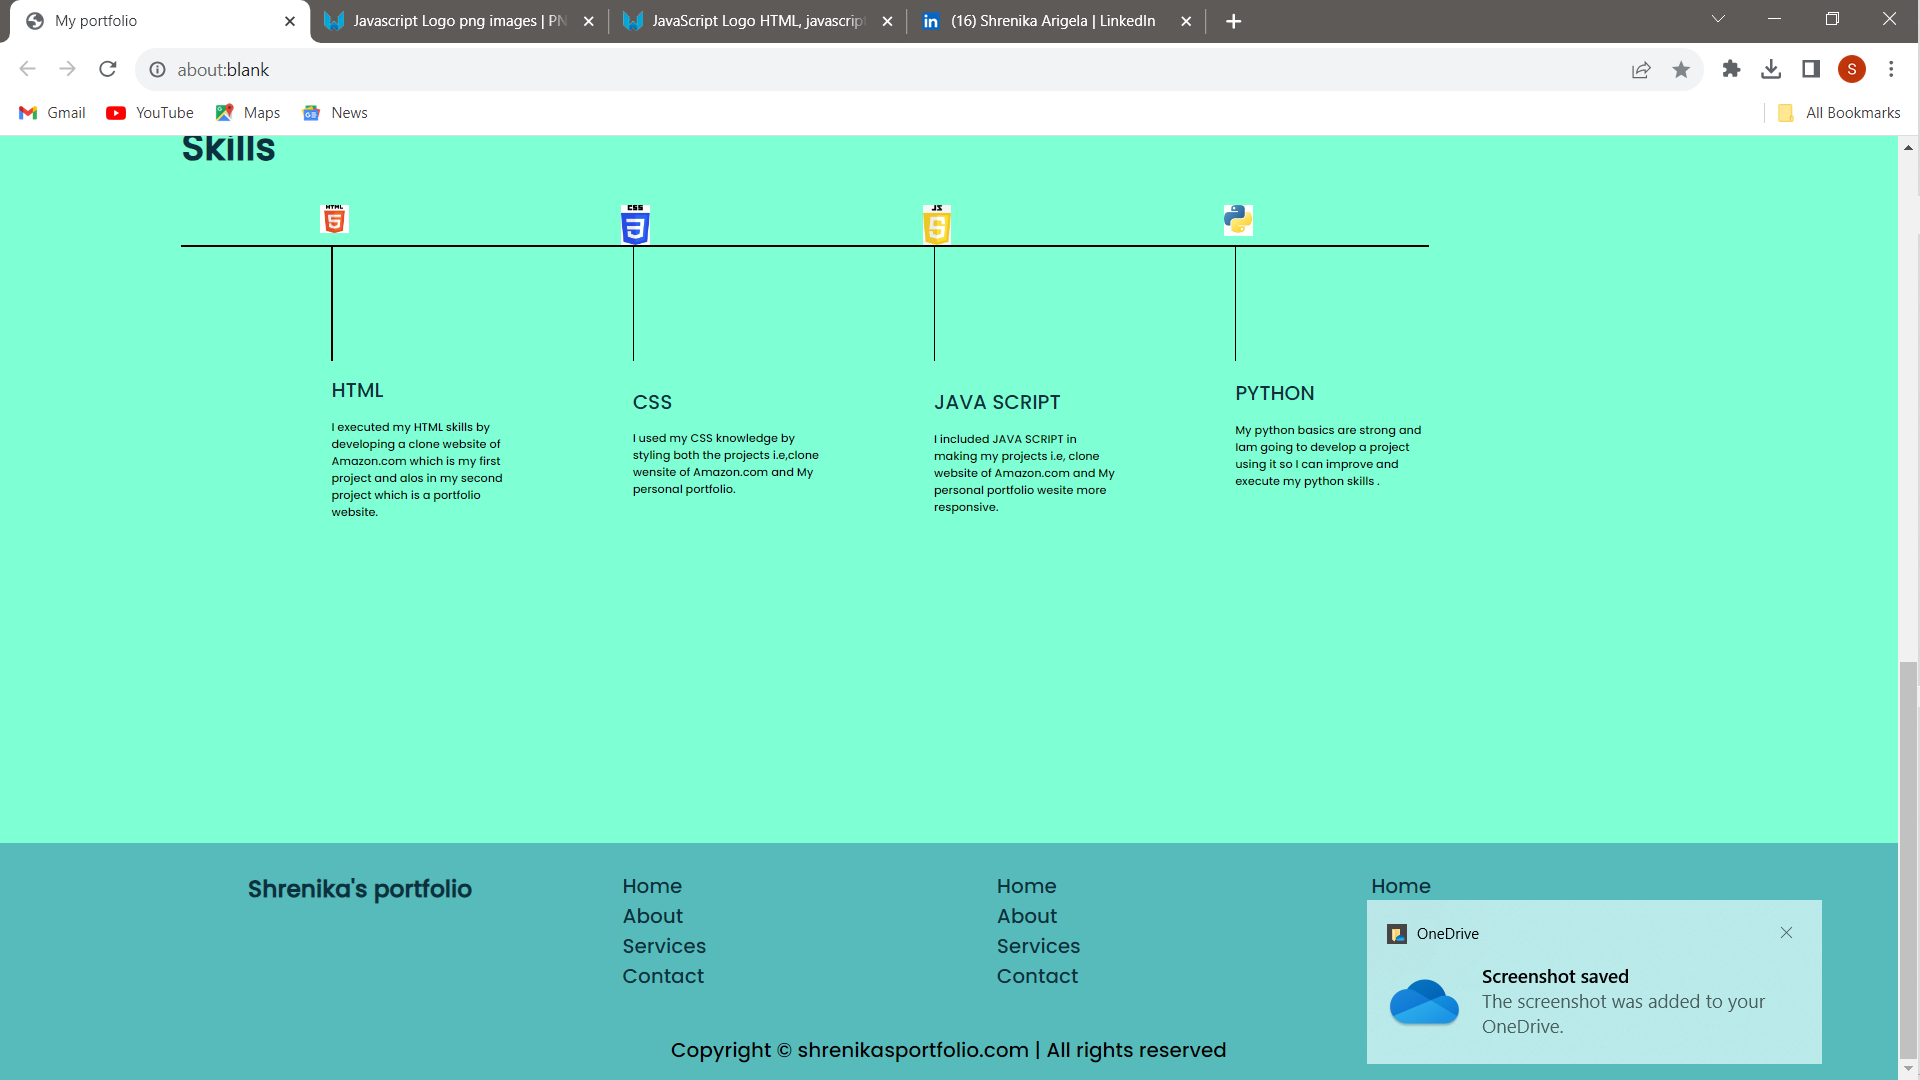 My portfolio
Javascript Logo png images | PN
JavaScript Logo HTML, javascrip
(16) Shrenika Arigela | LinkedIn
about:blank
S
Gmail
YouTube
Maps
News
All Bookmarks
Skills
HTML
5
CSS
3
JS
5
HTML
I executed my HTML skills by
developing a clone website of
Amazon.com which is my first
project and alos in my second
project which is a portfolio
website.
CSS
I used my CSS knowledge by
styling both the projects i.e,clone
wensite of Amazon.com and My
personal portfolio.
JAVA SCRIPT
I included JAVA SCRIPT in
making my projects i.e, clone
website of Amazon.com and My
personal portfolio wesite more
responsive.
PYTHON
My python basics are strong and
Iam going to develop a project
using it so I can improve and
execute my python skills .
Shrenika's portfolio
Home
About
Services
Contact
Home
About
Services
Contact
Home
OneDrive
Screenshot saved
The screenshot was added to your
OneDrive.
Copyright © shrenikasportfolio.com | All rights reserved